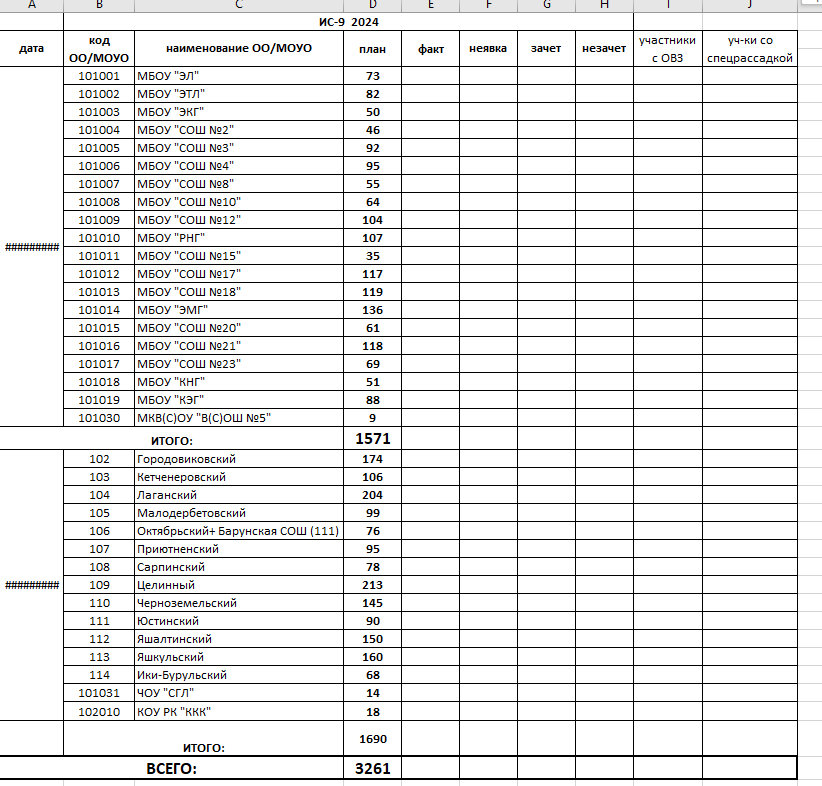 A B C D E F G H I J
ИС-9 2024
дата код ОО/МОУО наименование ОО/МОУО план факт неявка зачет незачет участники с ОВЗ уч-ки со спецрассадкой
101001 МБОУ "ЭЛ" 73
101002 МБОУ "ЭТЛ" 82
101003 МБОУ "ЭКГ" 50
101004 МБОУ "СОШ №2" 46
101005 МБОУ "СОШ №3" 92
101006 МБОУ "СОШ №4" 95
101007 МБОУ "СОШ №8" 55
101008 МБОУ "СОШ №10" 64
101009 МБОУ "СОШ №12" 104
101010 МБОУ "РНГ" 107
######### 101011 МБОУ "СОШ №15" 35
101012 МБОУ "СОШ №17" 117
101013 МБОУ "СОШ №18" 119
101014 МБОУ "ЭМГ" 136
101015 МБОУ "СОШ №20" 61
101016 МБОУ "СОШ №21" 118
101017 МБОУ "СОШ №23" 69
101018 МБОУ "КНГ" 51
101019 МБОУ "КЭГ" 88
101030 МКВ(С)ОУ "В(С)ОШ №5" 9
ИТОГО: 1571
102 Городовиковский 174
103 Кетченеровский 106
104 Лаганский 204
105 Малодербетовский 99
106 Октябрьский+ Барунская СОШ (111) 76
107 Приютненский 95
108 Сарпинский 78
######### 109 Целинный 213
110 Черноземельский 145
111 Юстинский 90
112 Яшалтинский 150
113 Яшкульский 160
114 Ики-Бурульский 68
101031 ЧОУ "СГЛ" 14
102010 КОУ РК "ККК" 18
ИТОГО: 1690
ВСЕГО: 3261